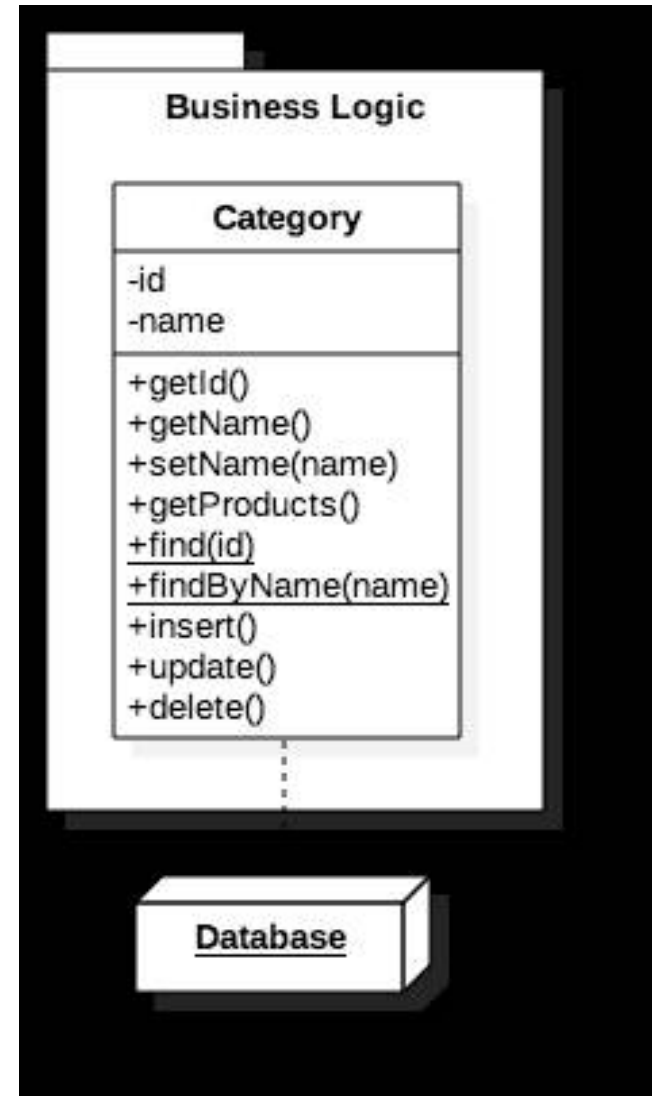 Business Logic
Category
-id
-name
+getId()
+getName()
+setName(name)
+getProducts()
+find(id)
+findByName(name)
+insert()
+update()
+delete()
Database